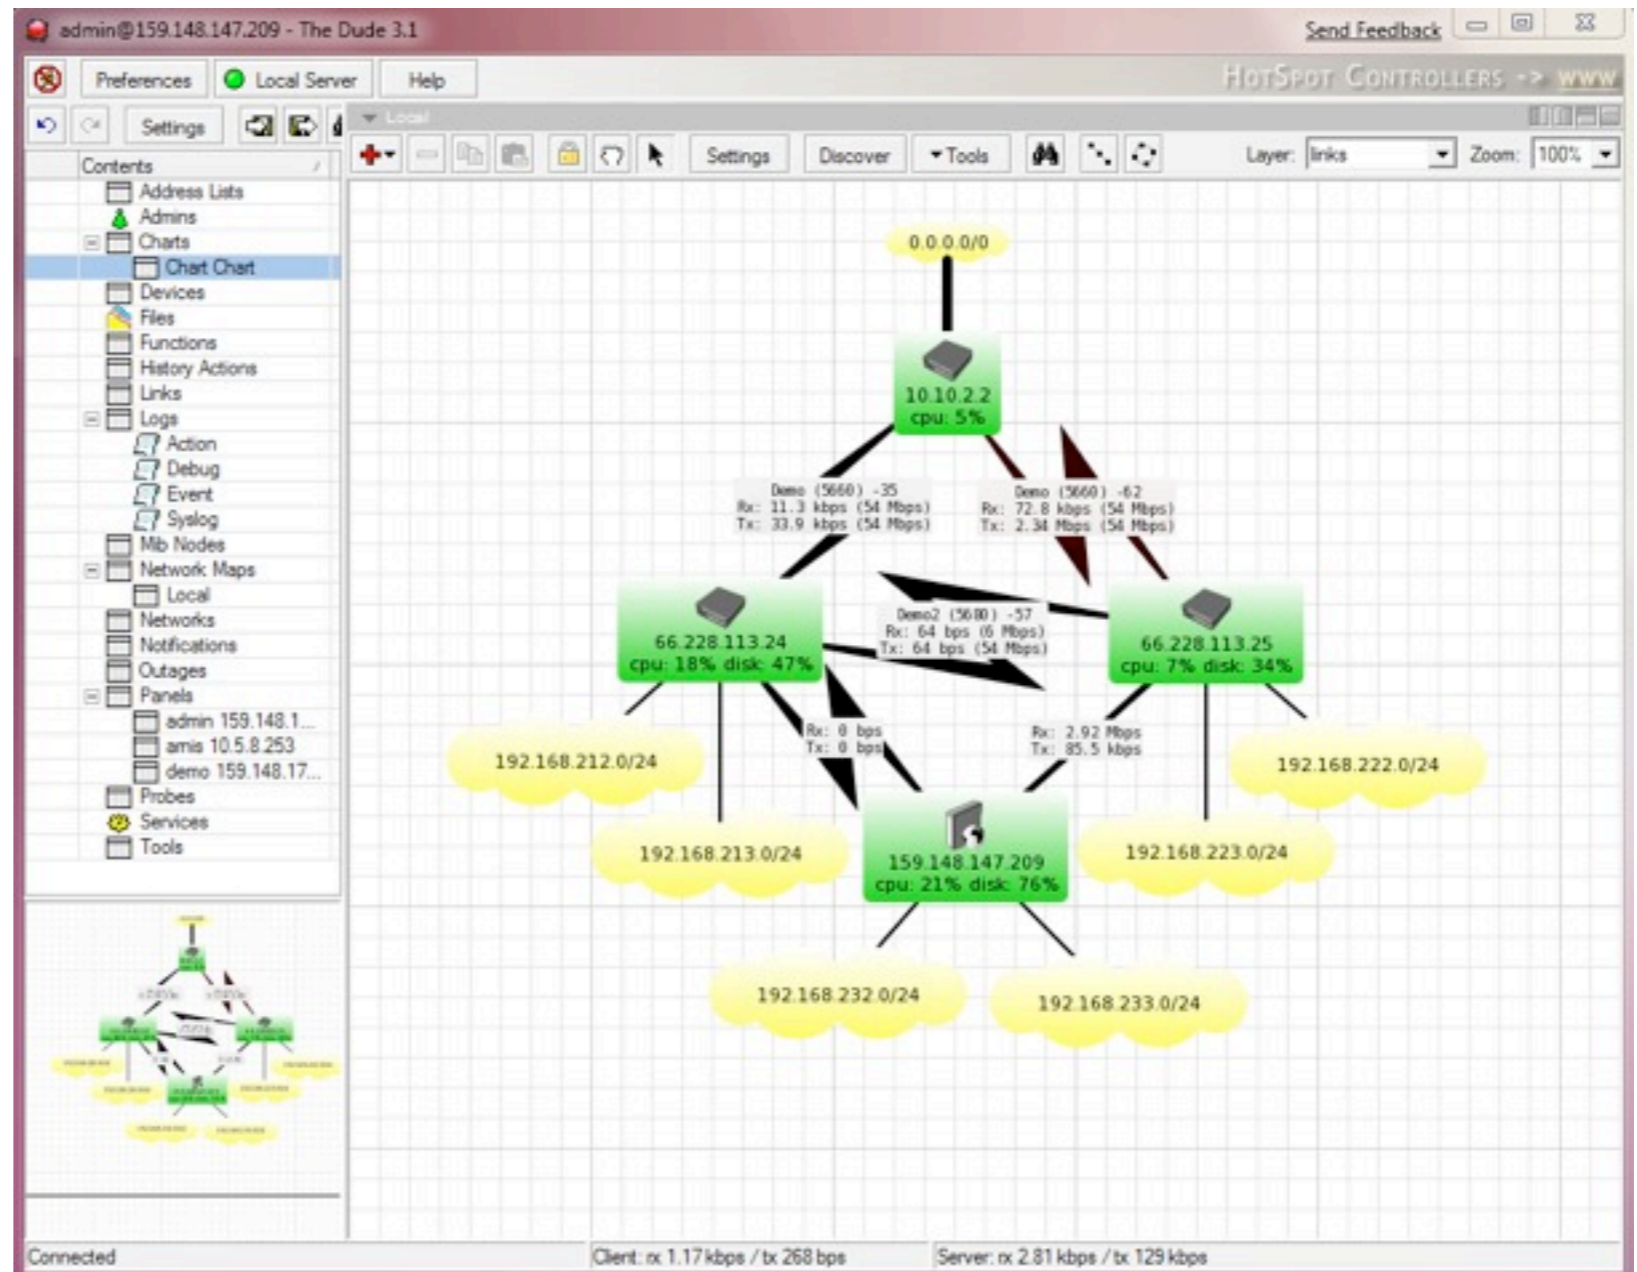 admin@159.148.147.209 - The Dude 3.1
Send Feedback
Preferences
Local Server
Help
HotSpot Controllers -> www
Settings
Local
Contents
Settings
Discover
Tools
Layer: links
Zoom: 100%
Address Lists
Admins
Charts
Chart Chart
Devices
Files
Functions
History Actions
Links
Logs
Action
Debug
Event
Syslog
Mib Nodes
Network Maps
Local
Networks
Notifications
Outages
Panels
admin 159.148.1...
amis 10.5.8.253
demo 159.148.17...
Probes
Services
Tools
0.0.0.0/0
10.10.2.2
cpu: 5%
Demo (5660) -35
Rx: 11.3 kbps (54 Mbps)
Tx: 33.9 kbps (54 Mbps)
Demo (5660) -62
Rx: 72.8 kbps (54 Mbps)
Tx: 2.34 Mbps (54 Mbps)
66.228.113.24
cpu: 18% disk: 47%
Demo2 (5680) -57
Rx: 64 bps (6 Mbps)
Tx: 64 bps (54 Mbps)
66.228.113.25
cpu: 7% disk: 34%
192.168.212.0/24
Rx: 0 bps
Tx: 0 bps
Rx: 2.92 Mbps
Tx: 85.5 kbps
192.168.222.0/24
192.168.213.0/24
159.148.147.209
cpu: 21% disk: 76%
192.168.223.0/24
192.168.232.0/24
192.168.233.0/24
Connected
Client: rx 1.17 kbps / tx 268 bps
Server: rx 2.81 kbps / tx 129 kbps